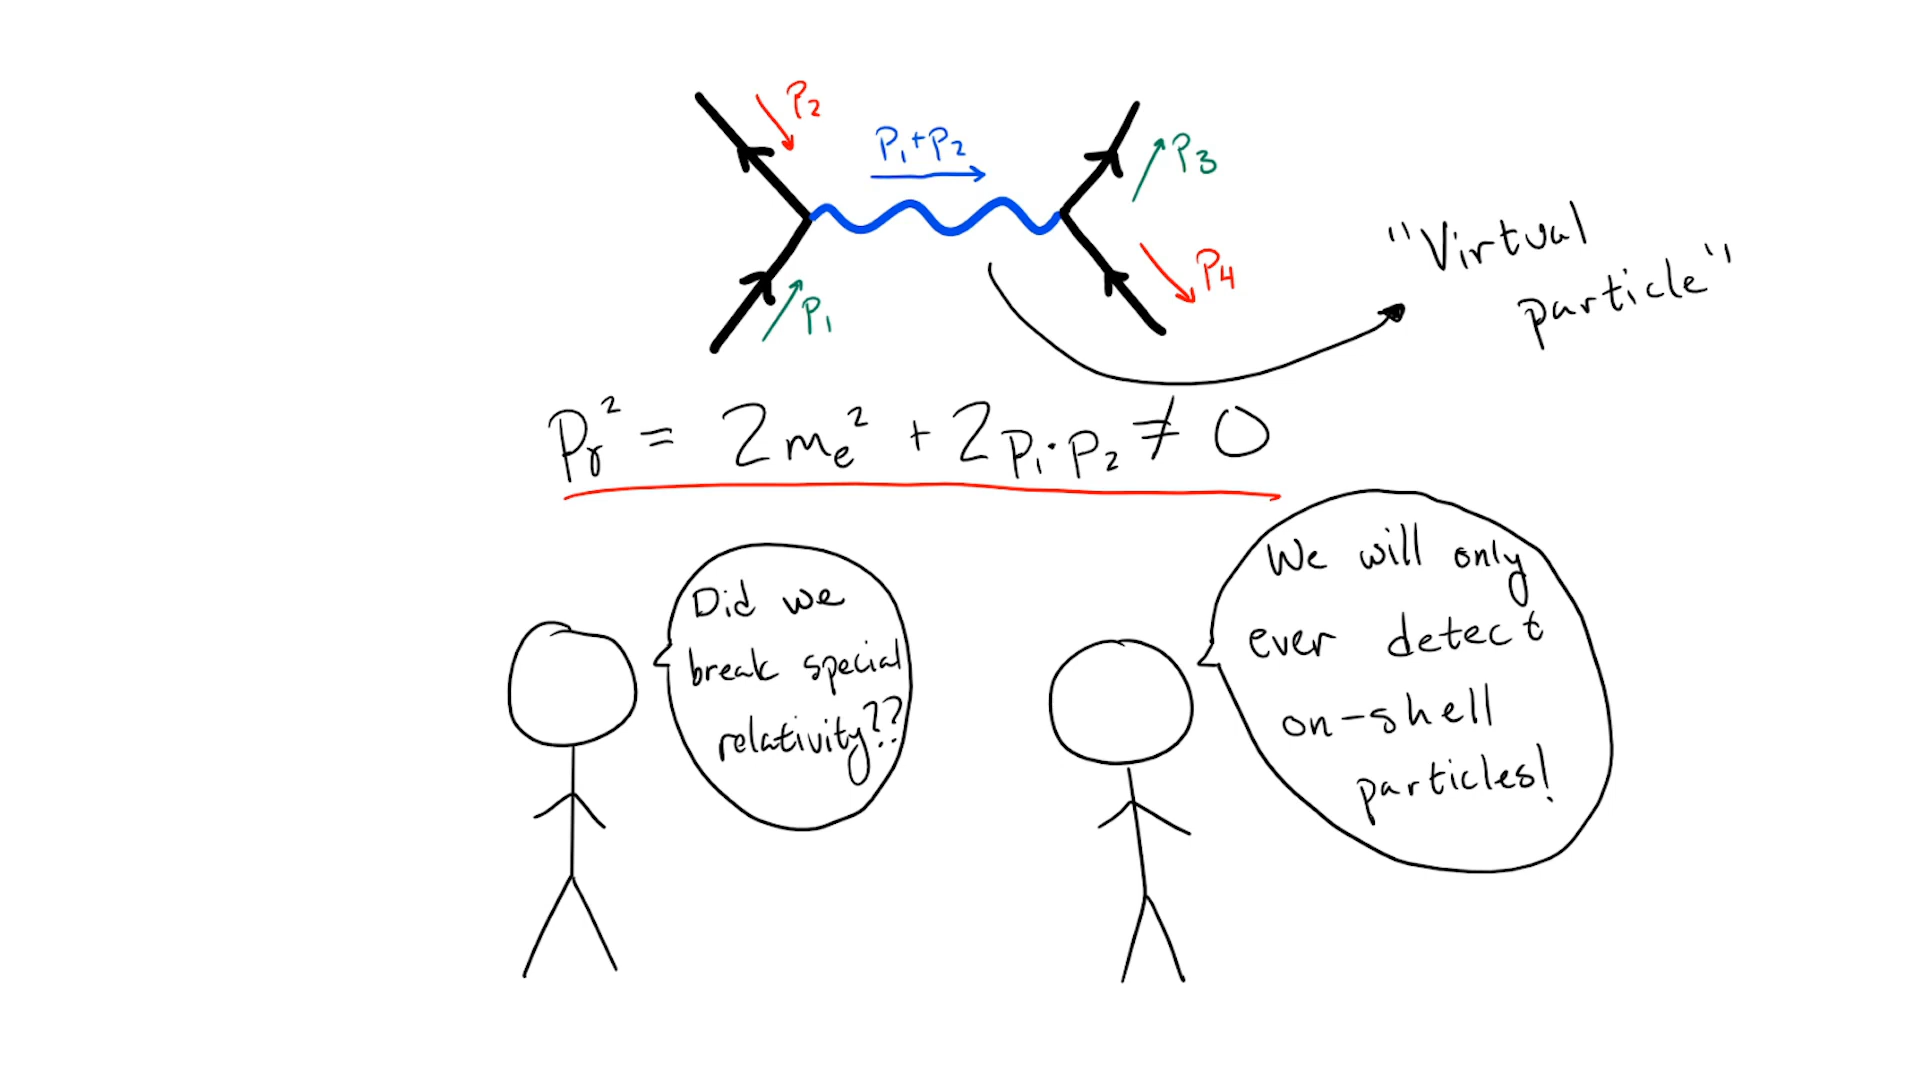 P₂
P₁+P₂
P₃
P₁
P₄
"Virtual
particle"
Pγ² = 2mₑ² + 2p₁·p₂ ≠ 0
Did we
break special
relativity??
We will only
ever detect
on-shell
particles!